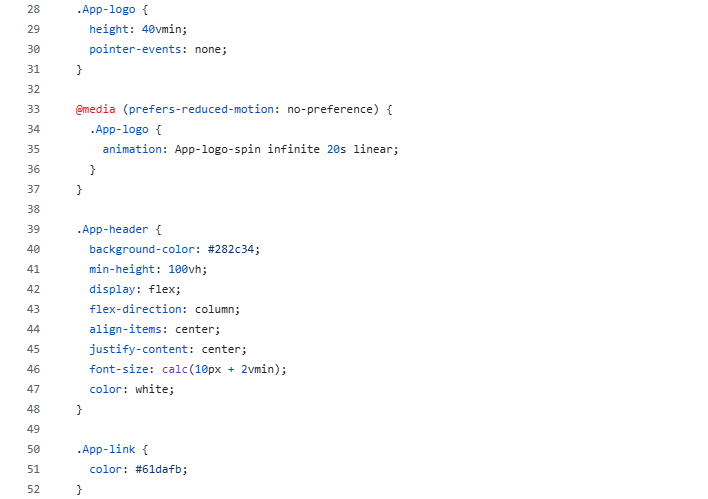 28 .App-logo {
29 height: 40vmin;
30 pointer-events: none;
31 }
32
33 @media (prefers-reduced-motion: no-preference) {
34 .App-logo {
35 animation: App-logo-spin infinite 20s linear;
36 }
37 }
38
39 .App-header {
40 background-color: #282c34;
41 min-height: 100vh;
42 display: flex;
43 flex-direction: column;
44 align-items: center;
45 justify-content: center;
46 font-size: calc(10px + 2vmin);
47 color: white;
48 }
49
50 .App-link {
51 color: #61dafb;
52 }